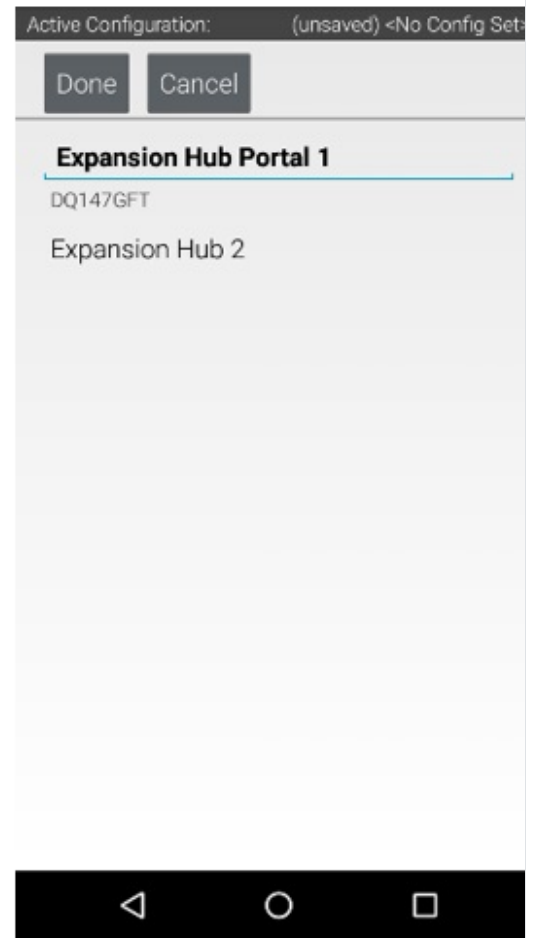 Active Configuration: (unsaved) <No Config Set>
Done Cancel
Expansion Hub Portal 1
DQ147GFT
Expansion Hub 2